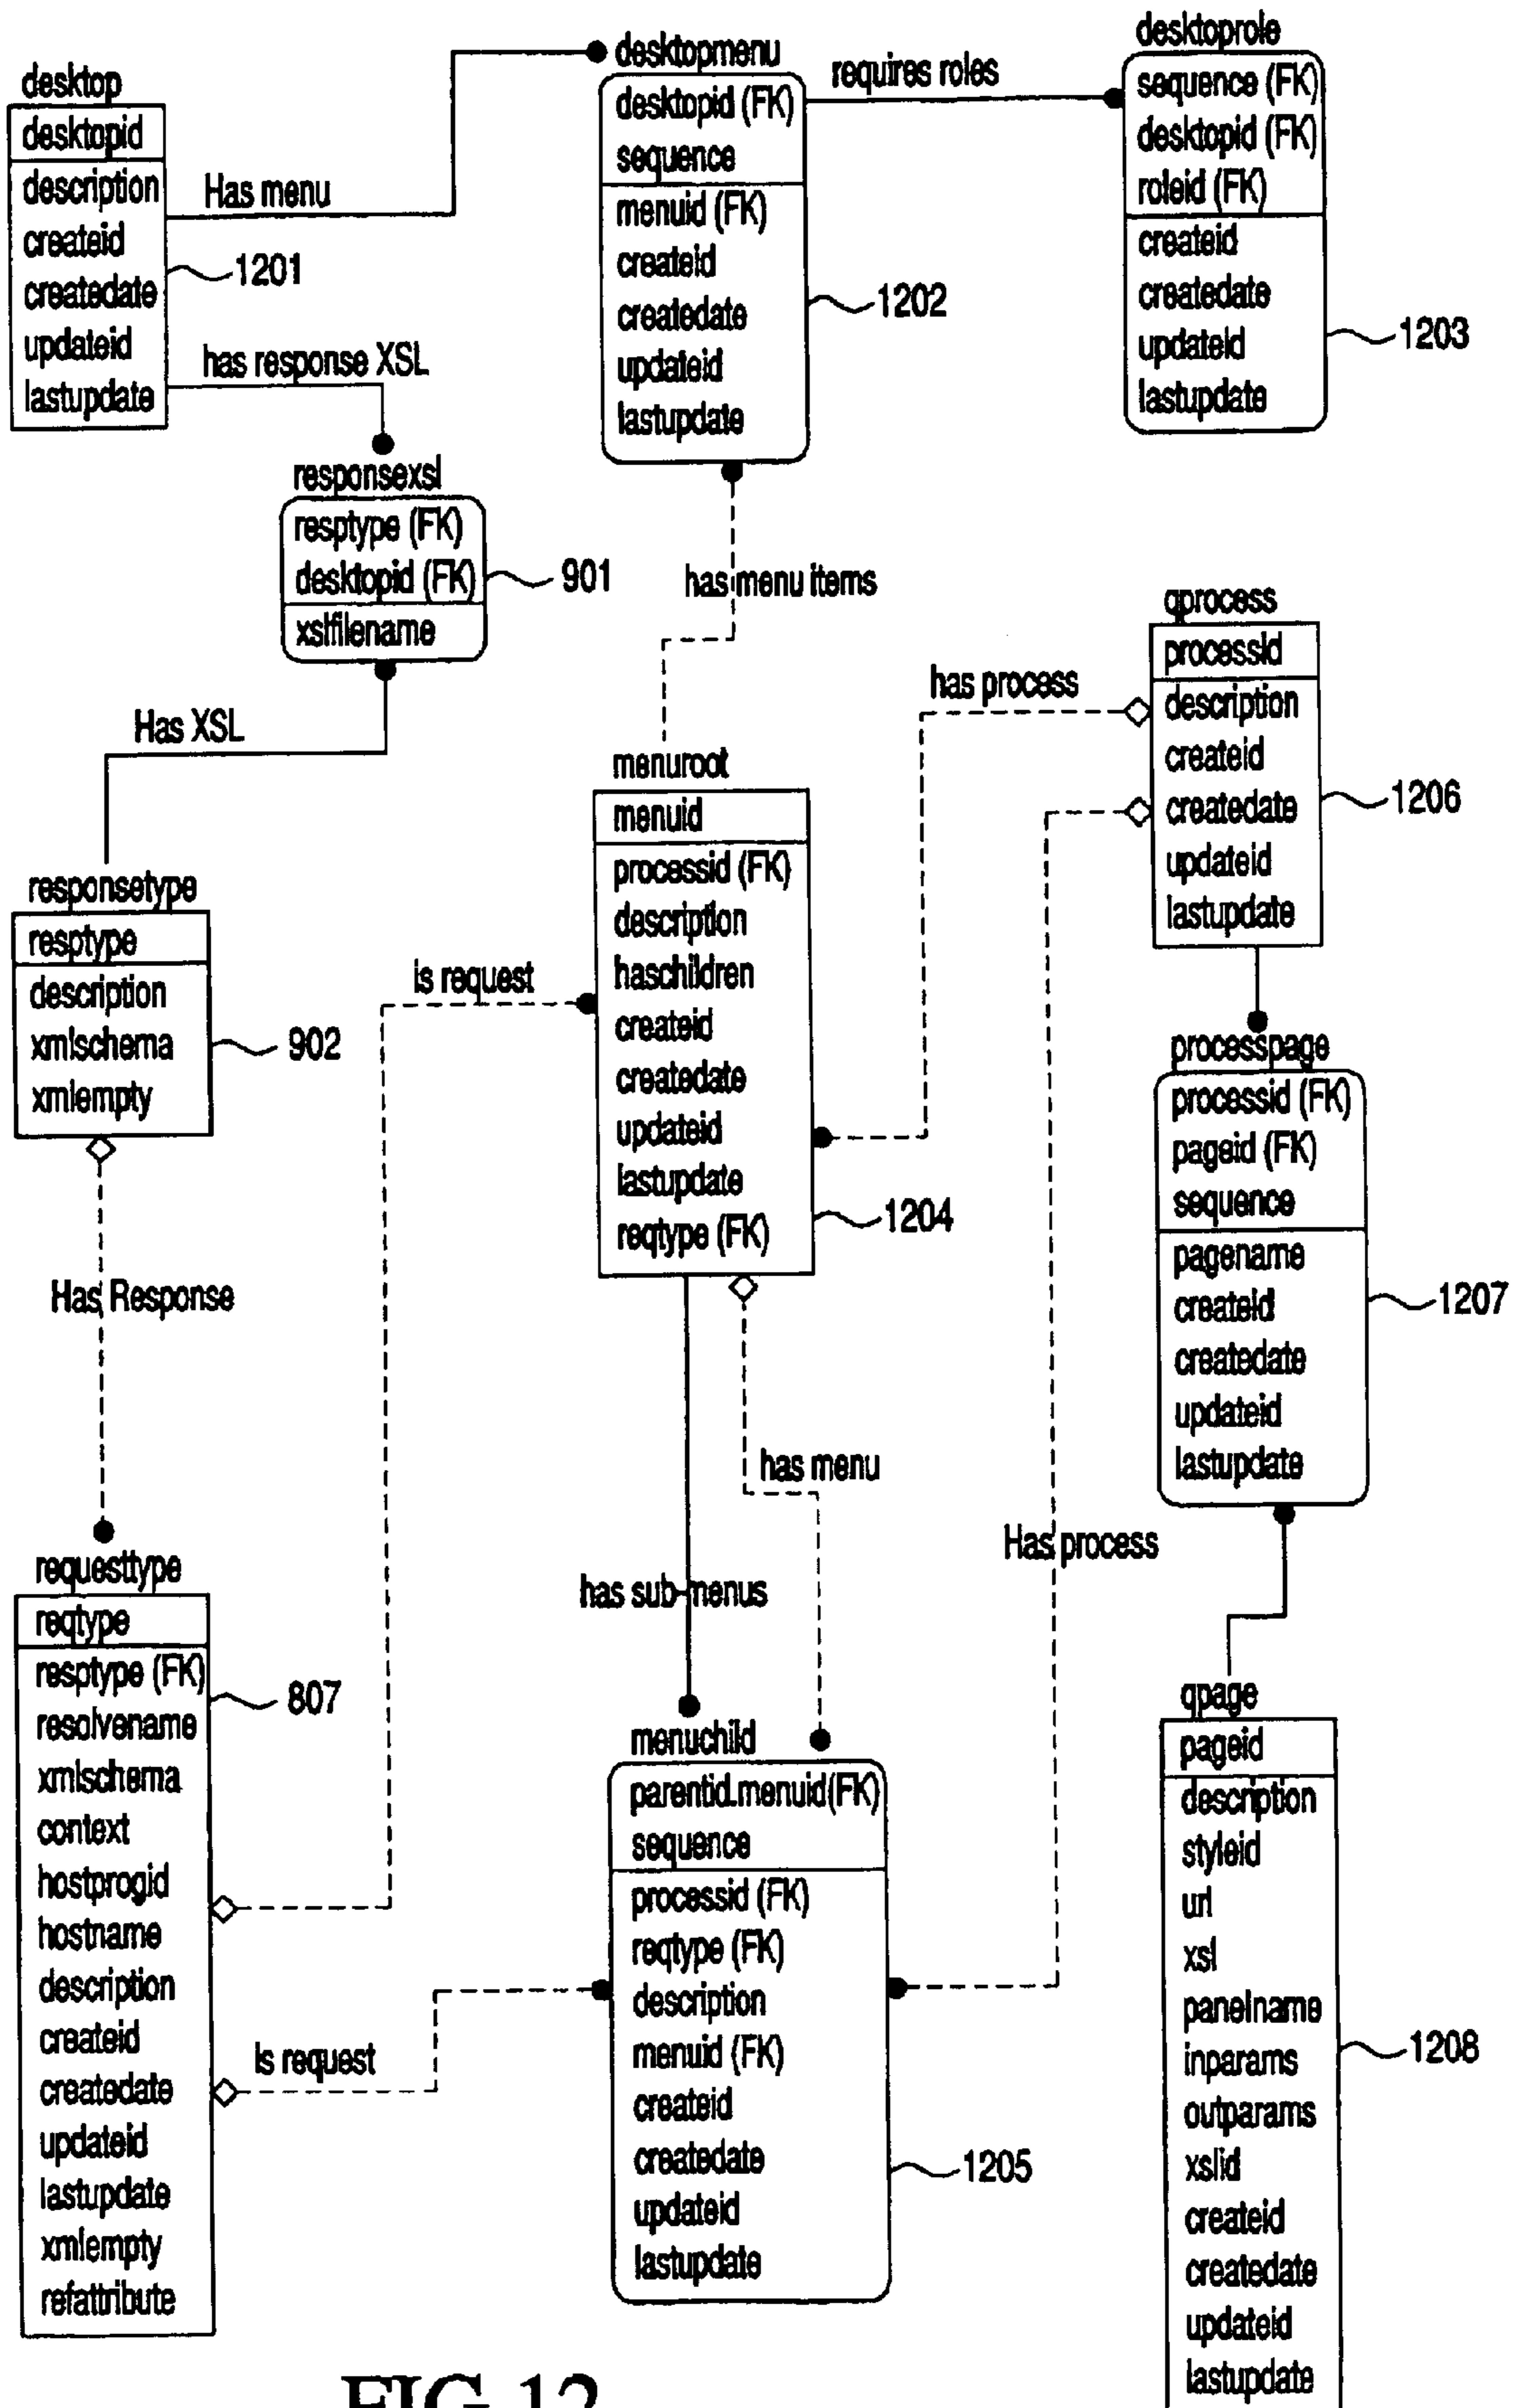 desktop
desktopid
description
createid
createdate
updateid
lastupdate
1201
Has menu
has response XSL
desktopmenu
desktopid (FK)
sequence
menuid (FK)
createid
createdate
updateid
lastupdate
1202
requires roles
desktoprole
sequence (FK)
desktopid (FK)
roleid (FK)
createid
createdate
updateid
lastupdate
1203
responsexsl
resptype (FK)
desktopid (FK)
xslfilename
901
has menu items
Has XSL
responsetype
resptype
description
xmlschema
xmlempty
902
Has Response
is request
menuroot
menuid
processid (FK)
description
haschildren
createid
createdate
updateid
lastupdate
reqtype (FK)
1204
has process
qprocess
processid
description
createid
createdate
updateid
lastupdate
1206
processpage
processid (FK)
pageid (FK)
sequence
pagename
createid
createdate
updateid
lastupdate
1207
has menu
has sub menus
Has process
requesttype
reqtype
resptype (FK)
resolvename
xmlschema
context
hostprogid
hostname
description
createid
createdate
updateid
lastupdate
xmlempty
refattribute
807
Is request
menuchild
parentid.menuid(FK)
sequence
processid (FK)
reqtype (FK)
description
menuid (FK)
createid
createdate
updateid
lastupdate
1205
qpage
pageid
description
styleid
url
xsl
panelname
inparams
outparams
xslid
createid
createdate
updateid
lastupdate
1208
FIG 12